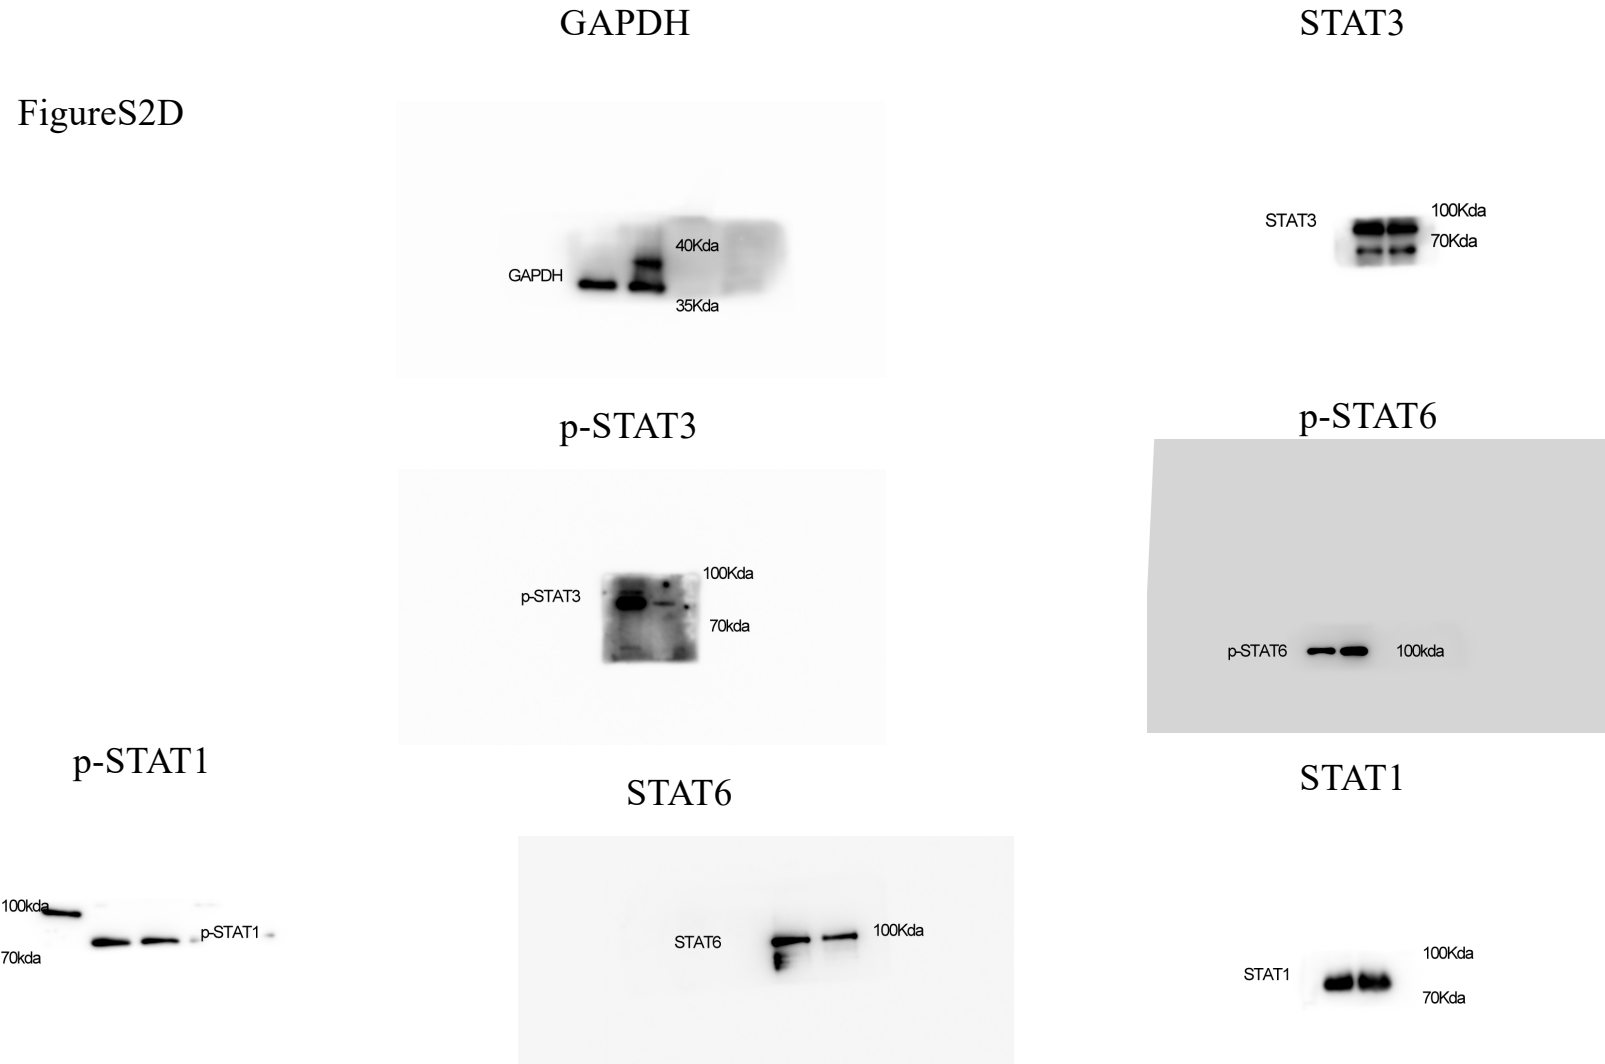 GAPDH
STAT3
FigureS2D
40Kda
GAPDH
35Kda
STAT3
100Kda
70Kda
p-STAT3
p-STAT6
100Kda
p-STAT3
70kda
p-STAT6
100kda
p-STAT1
STAT6
STAT1
100kda
p-STAT1
70kda
STAT6
100Kda
100Kda
STAT1
70Kda